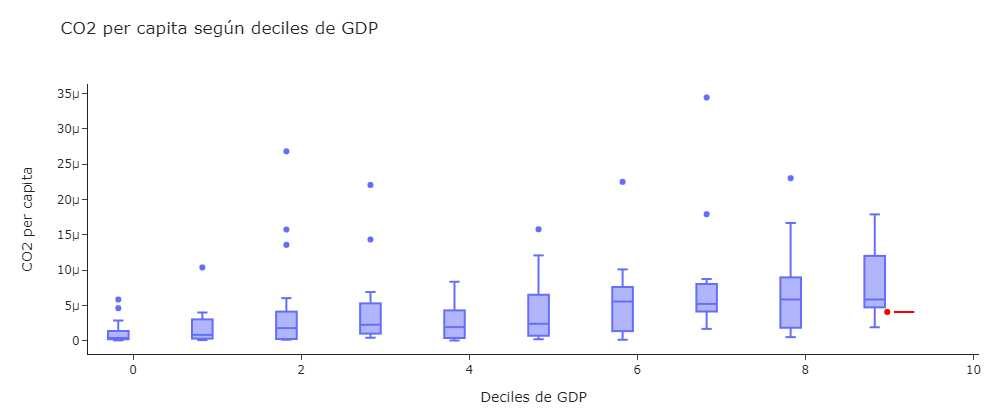 CO2 per capita según deciles de GDP
35μ
30μ
25μ
20μ
15μ
10μ
5μ
0
CO2 per capita
0
2
4
6
8
10
Deciles de GDP